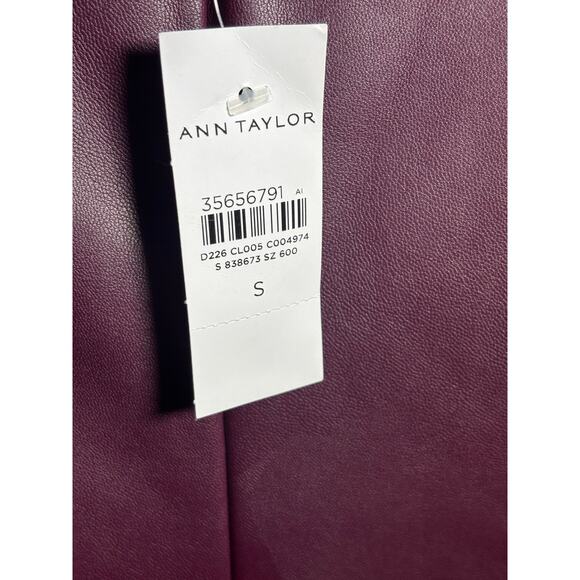 ANN TAYLOR
35656791 AI
D226 CL005 C004974
S 838673 SZ 600
S